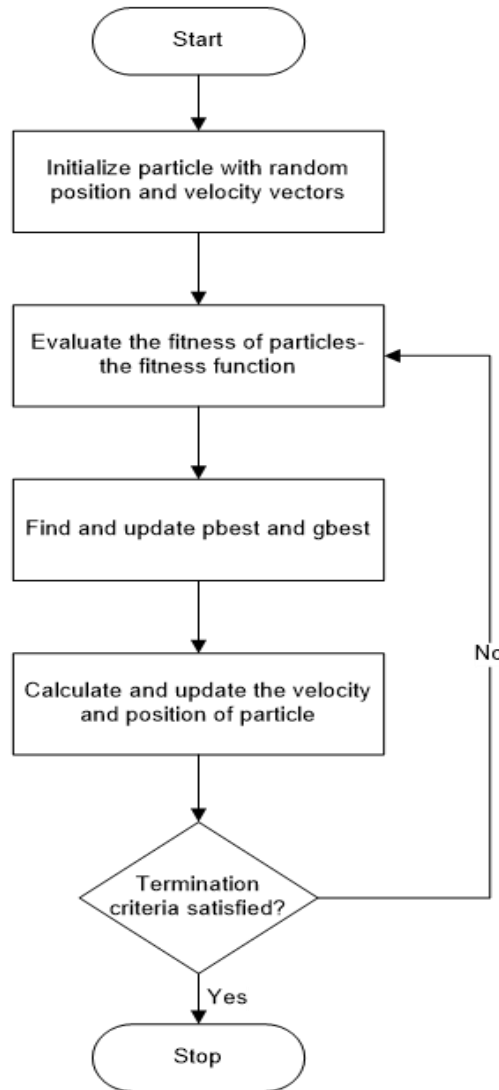 Start
Initialize particle with random
position and velocity vectors
Evaluate the fitness of particles-
the fitness function
Find and update pbest and gbest
Calculate and update the velocity
and position of particle
No
Termination
criteria satisfied?
Yes
Stop